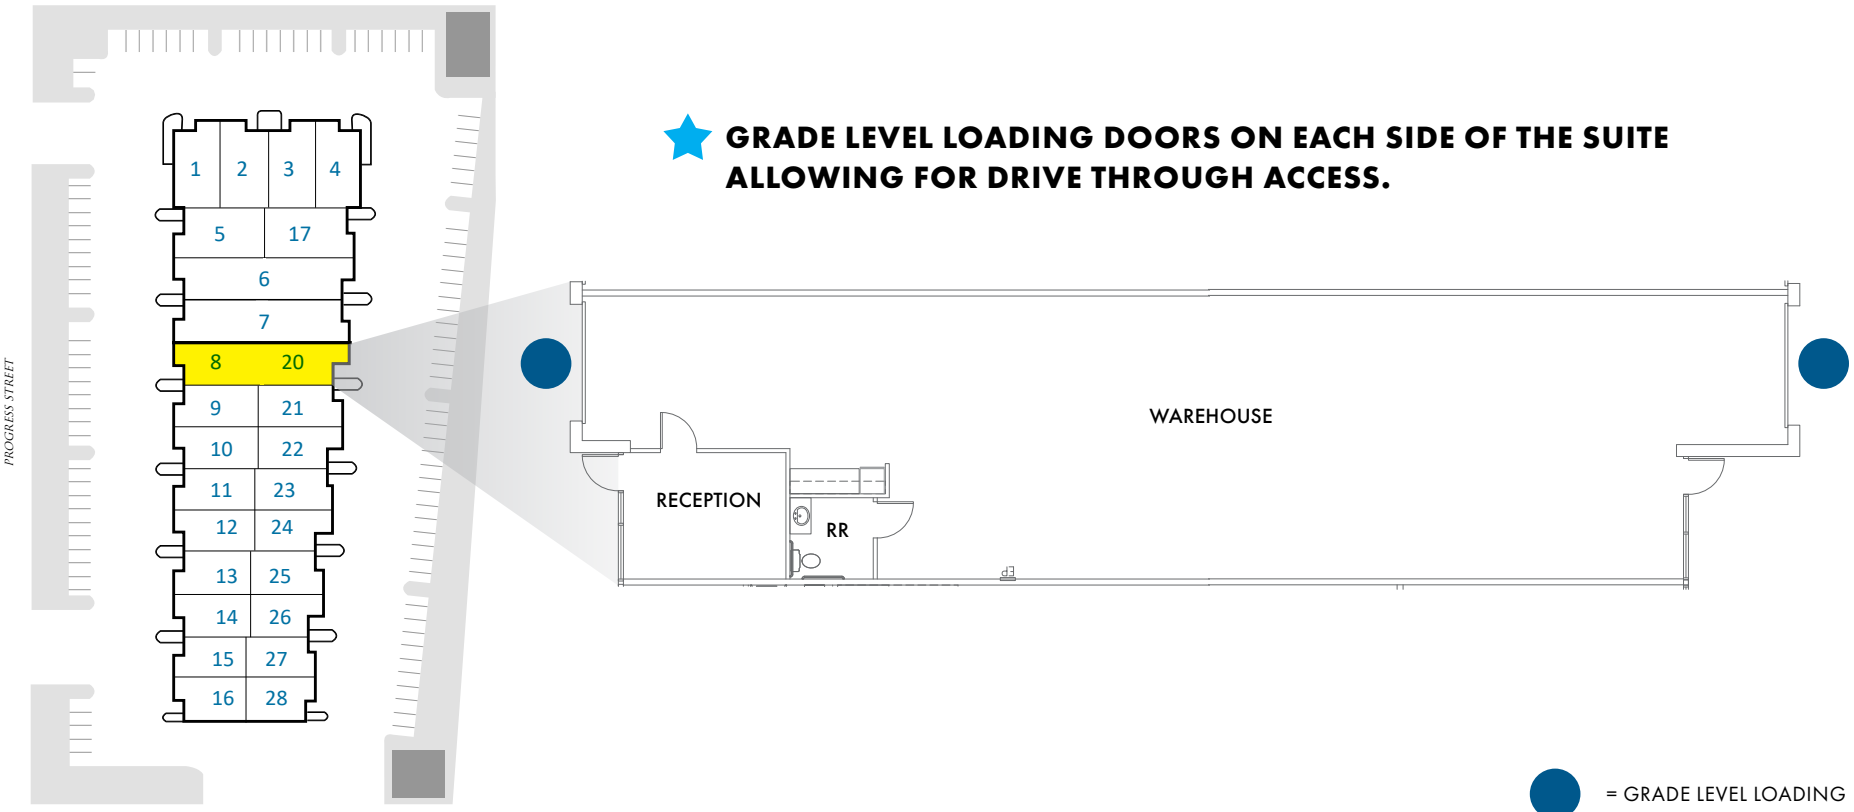 PROGRESS STREET
1 2 3 4
5 17
6
7
8 20
9 21
10 22
11 23
12 24
13 25
14 26
15 27
16 28
GRADE LEVEL LOADING DOORS ON EACH SIDE OF THE SUITE
ALLOWING FOR DRIVE THROUGH ACCESS.
WAREHOUSE
RECEPTION
RR
EP
= GRADE LEVEL LOADING